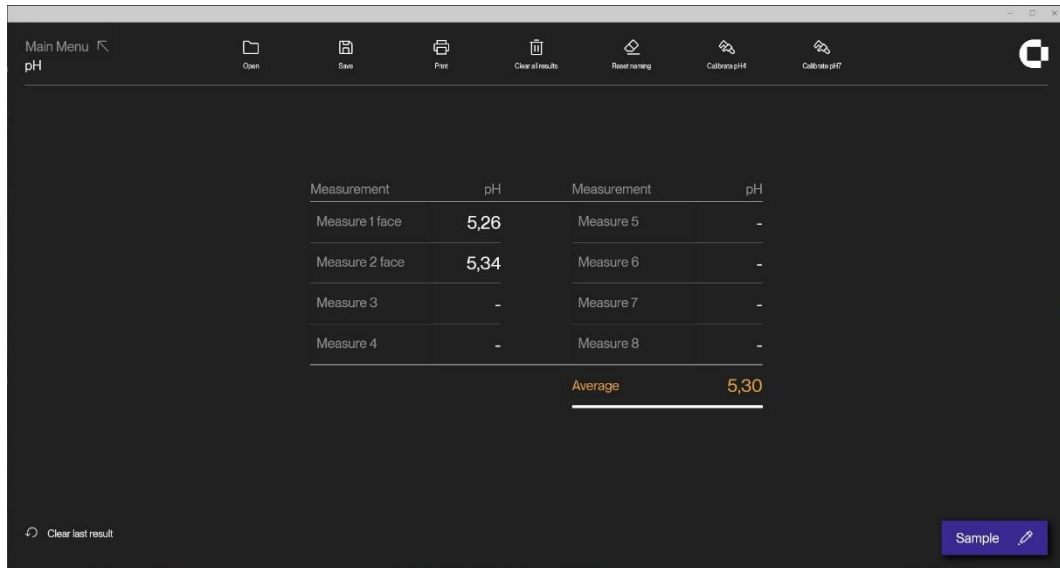 Main Menu
pH
Open
Save
Print
Clear all results
Reset naming
Calibrate pH4
Calibrate pH7
Measurement pH Measurement pH
Measure 1 face 5,26 Measure 5 -
Measure 2 face 5,34 Measure 6 -
Measure 3 - Measure 7 -
Measure 4 - Measure 8 -
Average 5,30
Clear last result
Sample